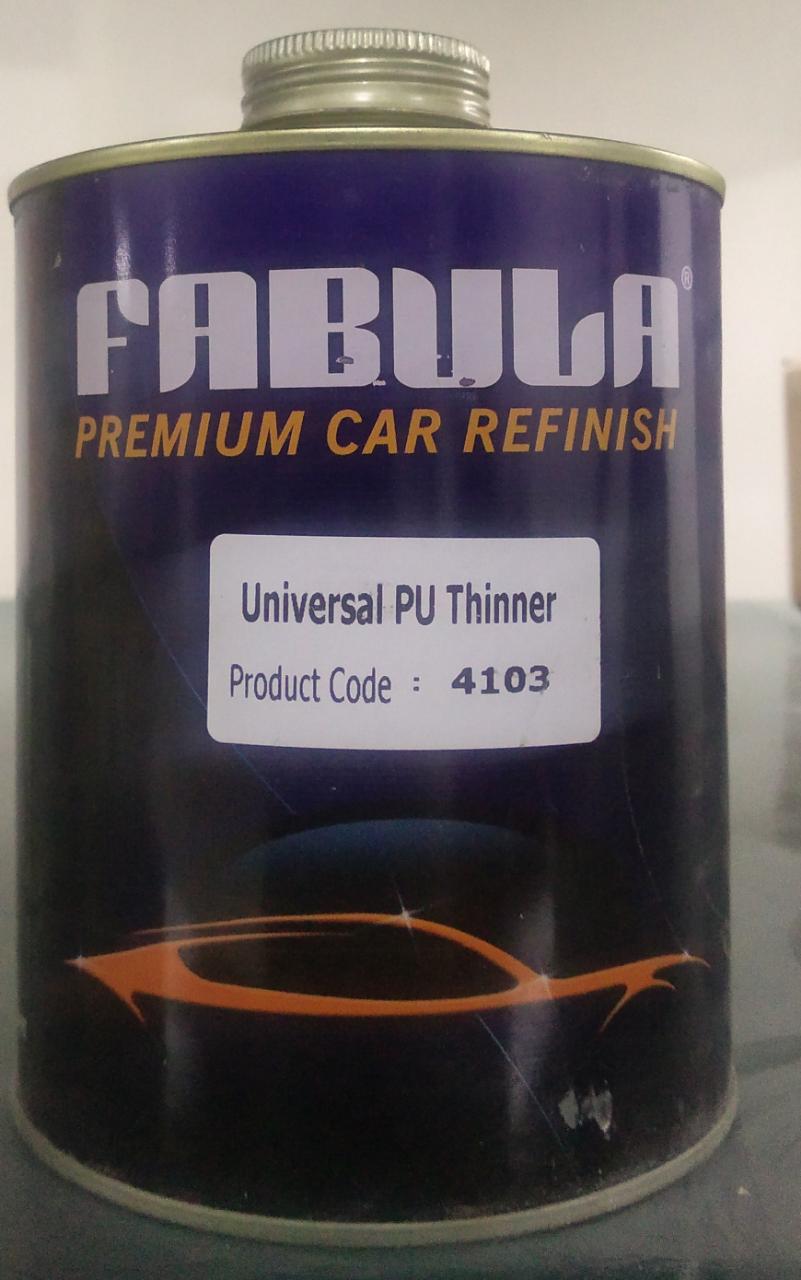 FABULA®
PREMIUM CAR REFINISH
Universal PU Thinner
Product Code : 4103